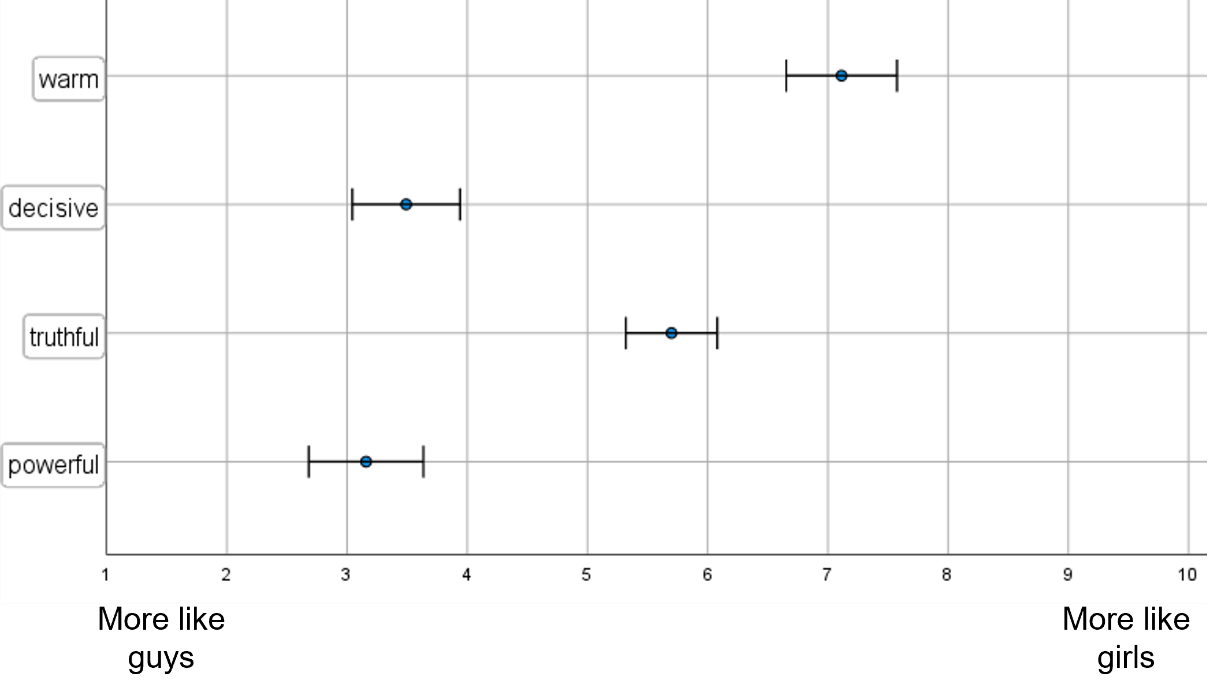 warm
decisive
truthful
powerful
1 2 3 4 5 6 7 8 9 10
More like
guys
More like
girls